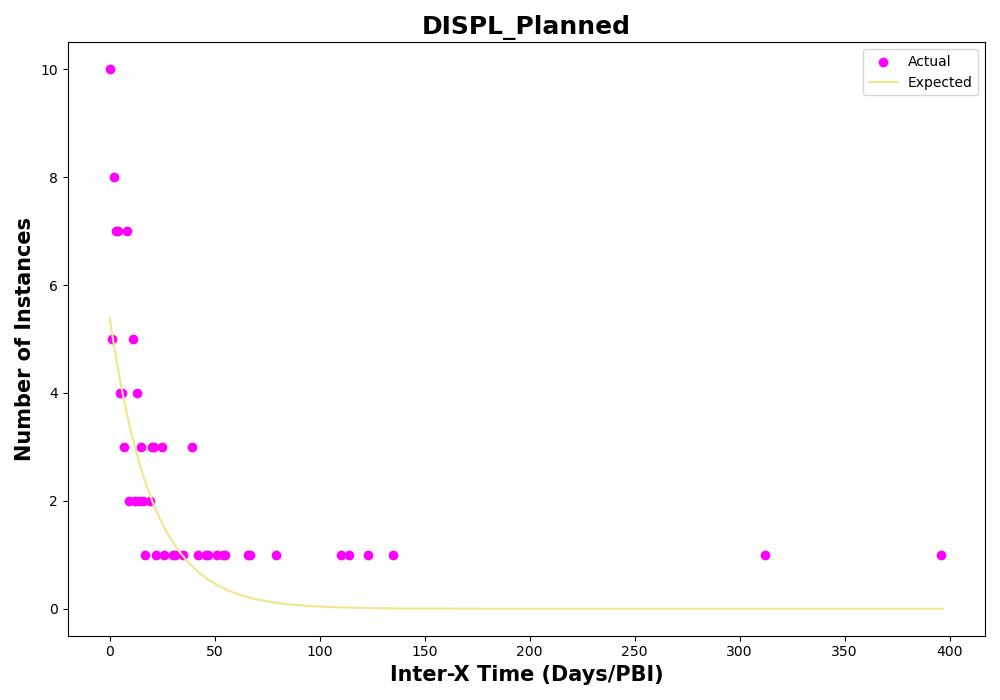 DISPL_Planned
Actual
Expected
Number of Instances
10
8
6
4
2
0
0 50 100 150 200 250 300 350 400
Inter-X Time (Days/PBI)